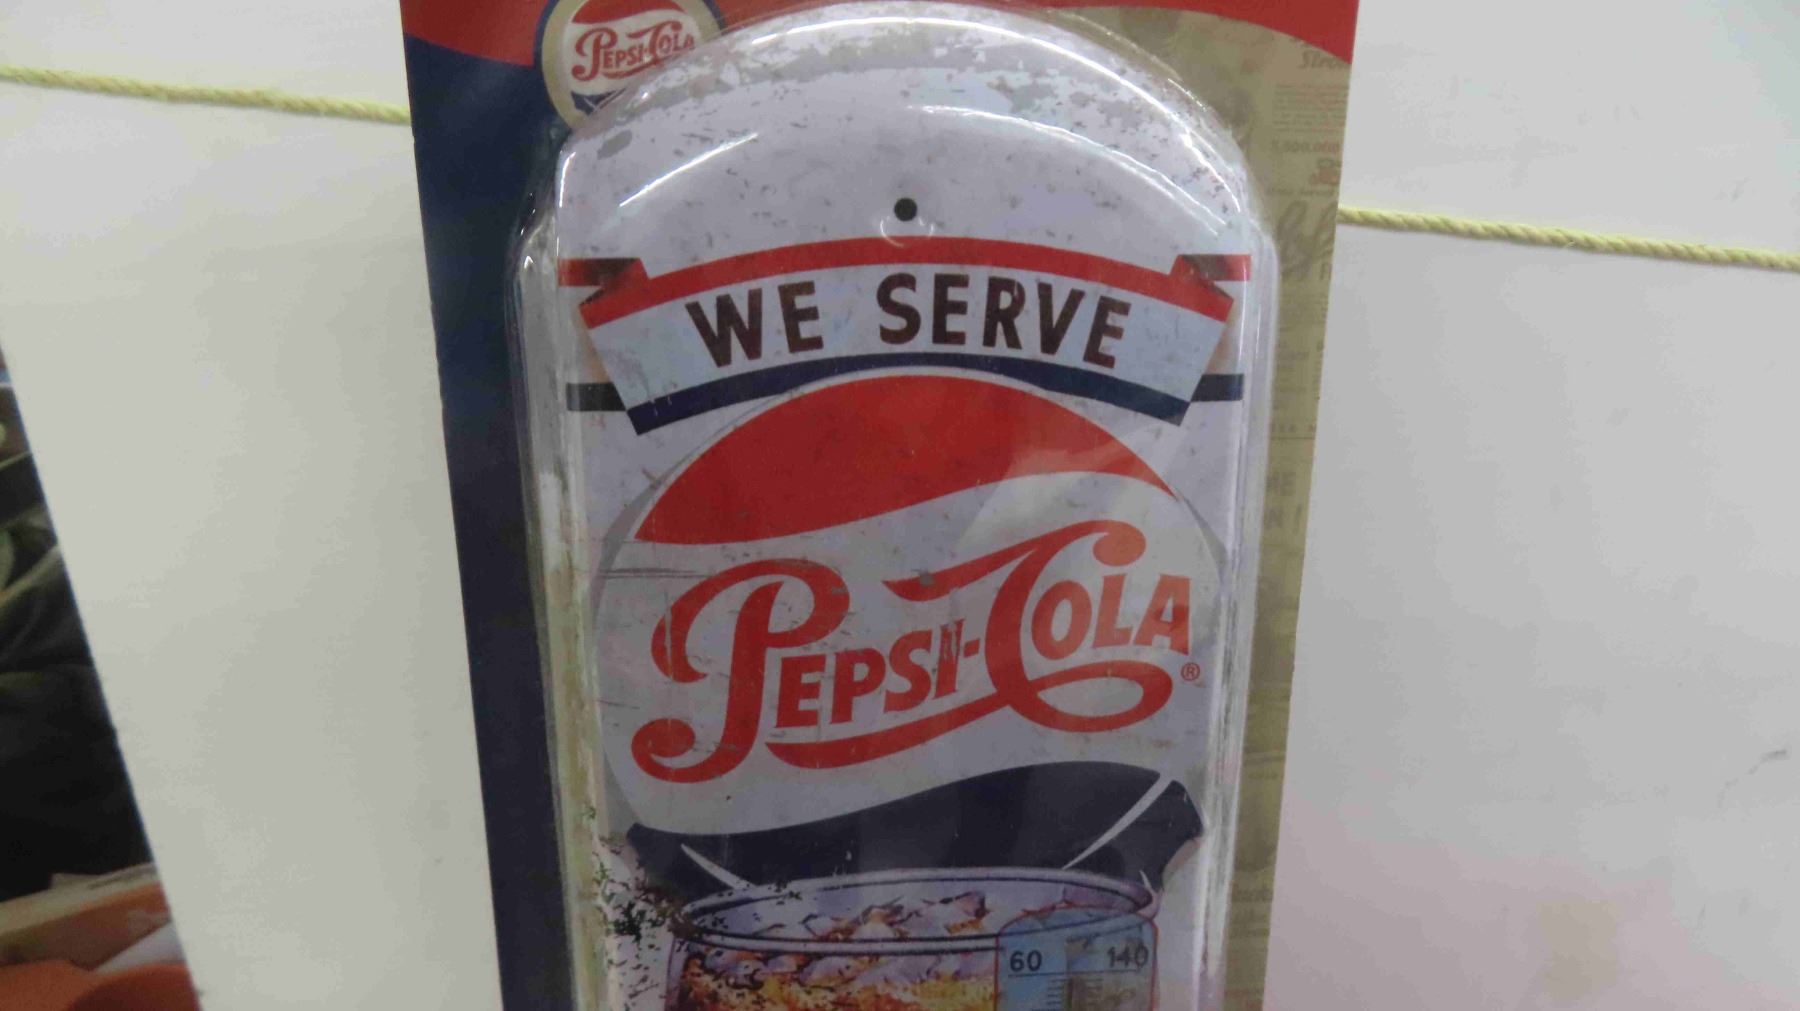 PEPSI-COLA
WE SERVE
PEPSI-COLA
®
60 140